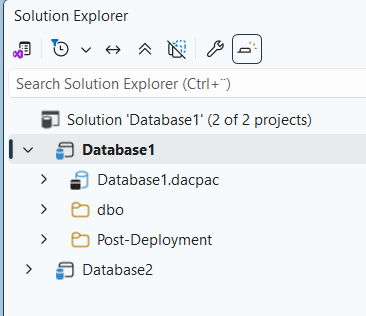 Solution Explorer
Search Solution Explorer (Ctrl+¨)
Solution 'Database1' (2 of 2 projects)
Database1
Database1.dacpac
dbo
Post-Deployment
Database2